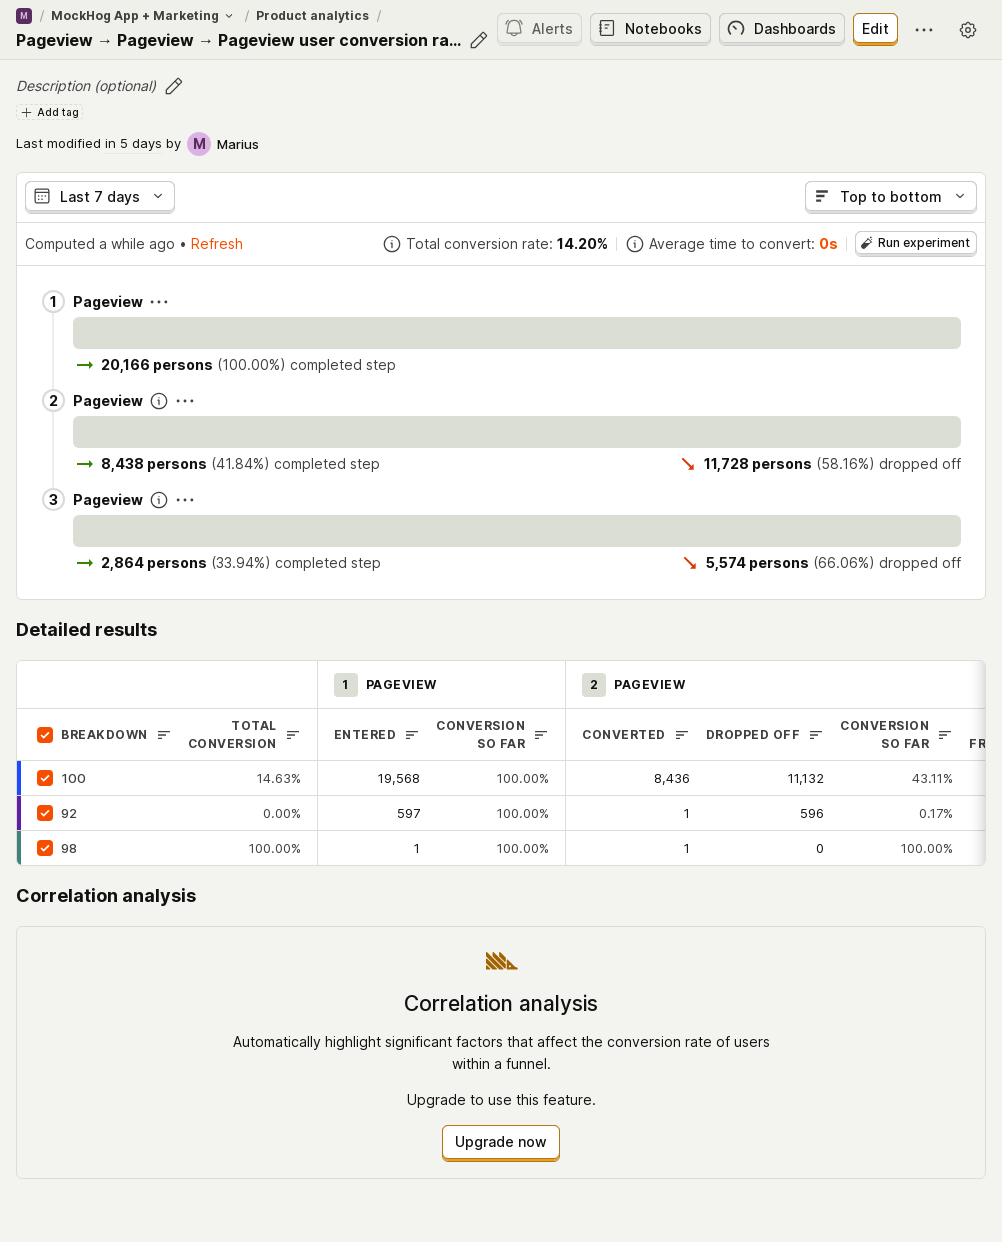 M / MockHog App + Marketing / Product analytics /
Pageview → Pageview → Pageview user conversion ra...
Alerts Notebooks Dashboards Edit
Description (optional)
Add tag
Last modified in 5 days by M Marius
Last 7 days Top to bottom
Computed a while ago • Refresh Total conversion rate: 14.20% Average time to convert: 0s Run experiment
1 Pageview
20,166 persons (100.00%) completed step
2 Pageview
8,438 persons (41.84%) completed step 11,728 persons (58.16%) dropped off
3 Pageview
2,864 persons (33.94%) completed step 5,574 persons (66.06%) dropped off
Detailed results
1 PAGEVIEW 2 PAGEVIEW
BREAKDOWN TOTAL CONVERSION ENTERED CONVERSION SO FAR CONVERTED DROPPED OFF CONVERSION SO FAR FR
100 14.63% 19,568 100.00% 8,436 11,132 43.11%
92 0.00% 597 100.00% 1 596 0.17%
98 100.00% 1 100.00% 1 0 100.00%
Correlation analysis
Correlation analysis
Automatically highlight significant factors that affect the conversion rate of users
within a funnel.
Upgrade to use this feature.
Upgrade now